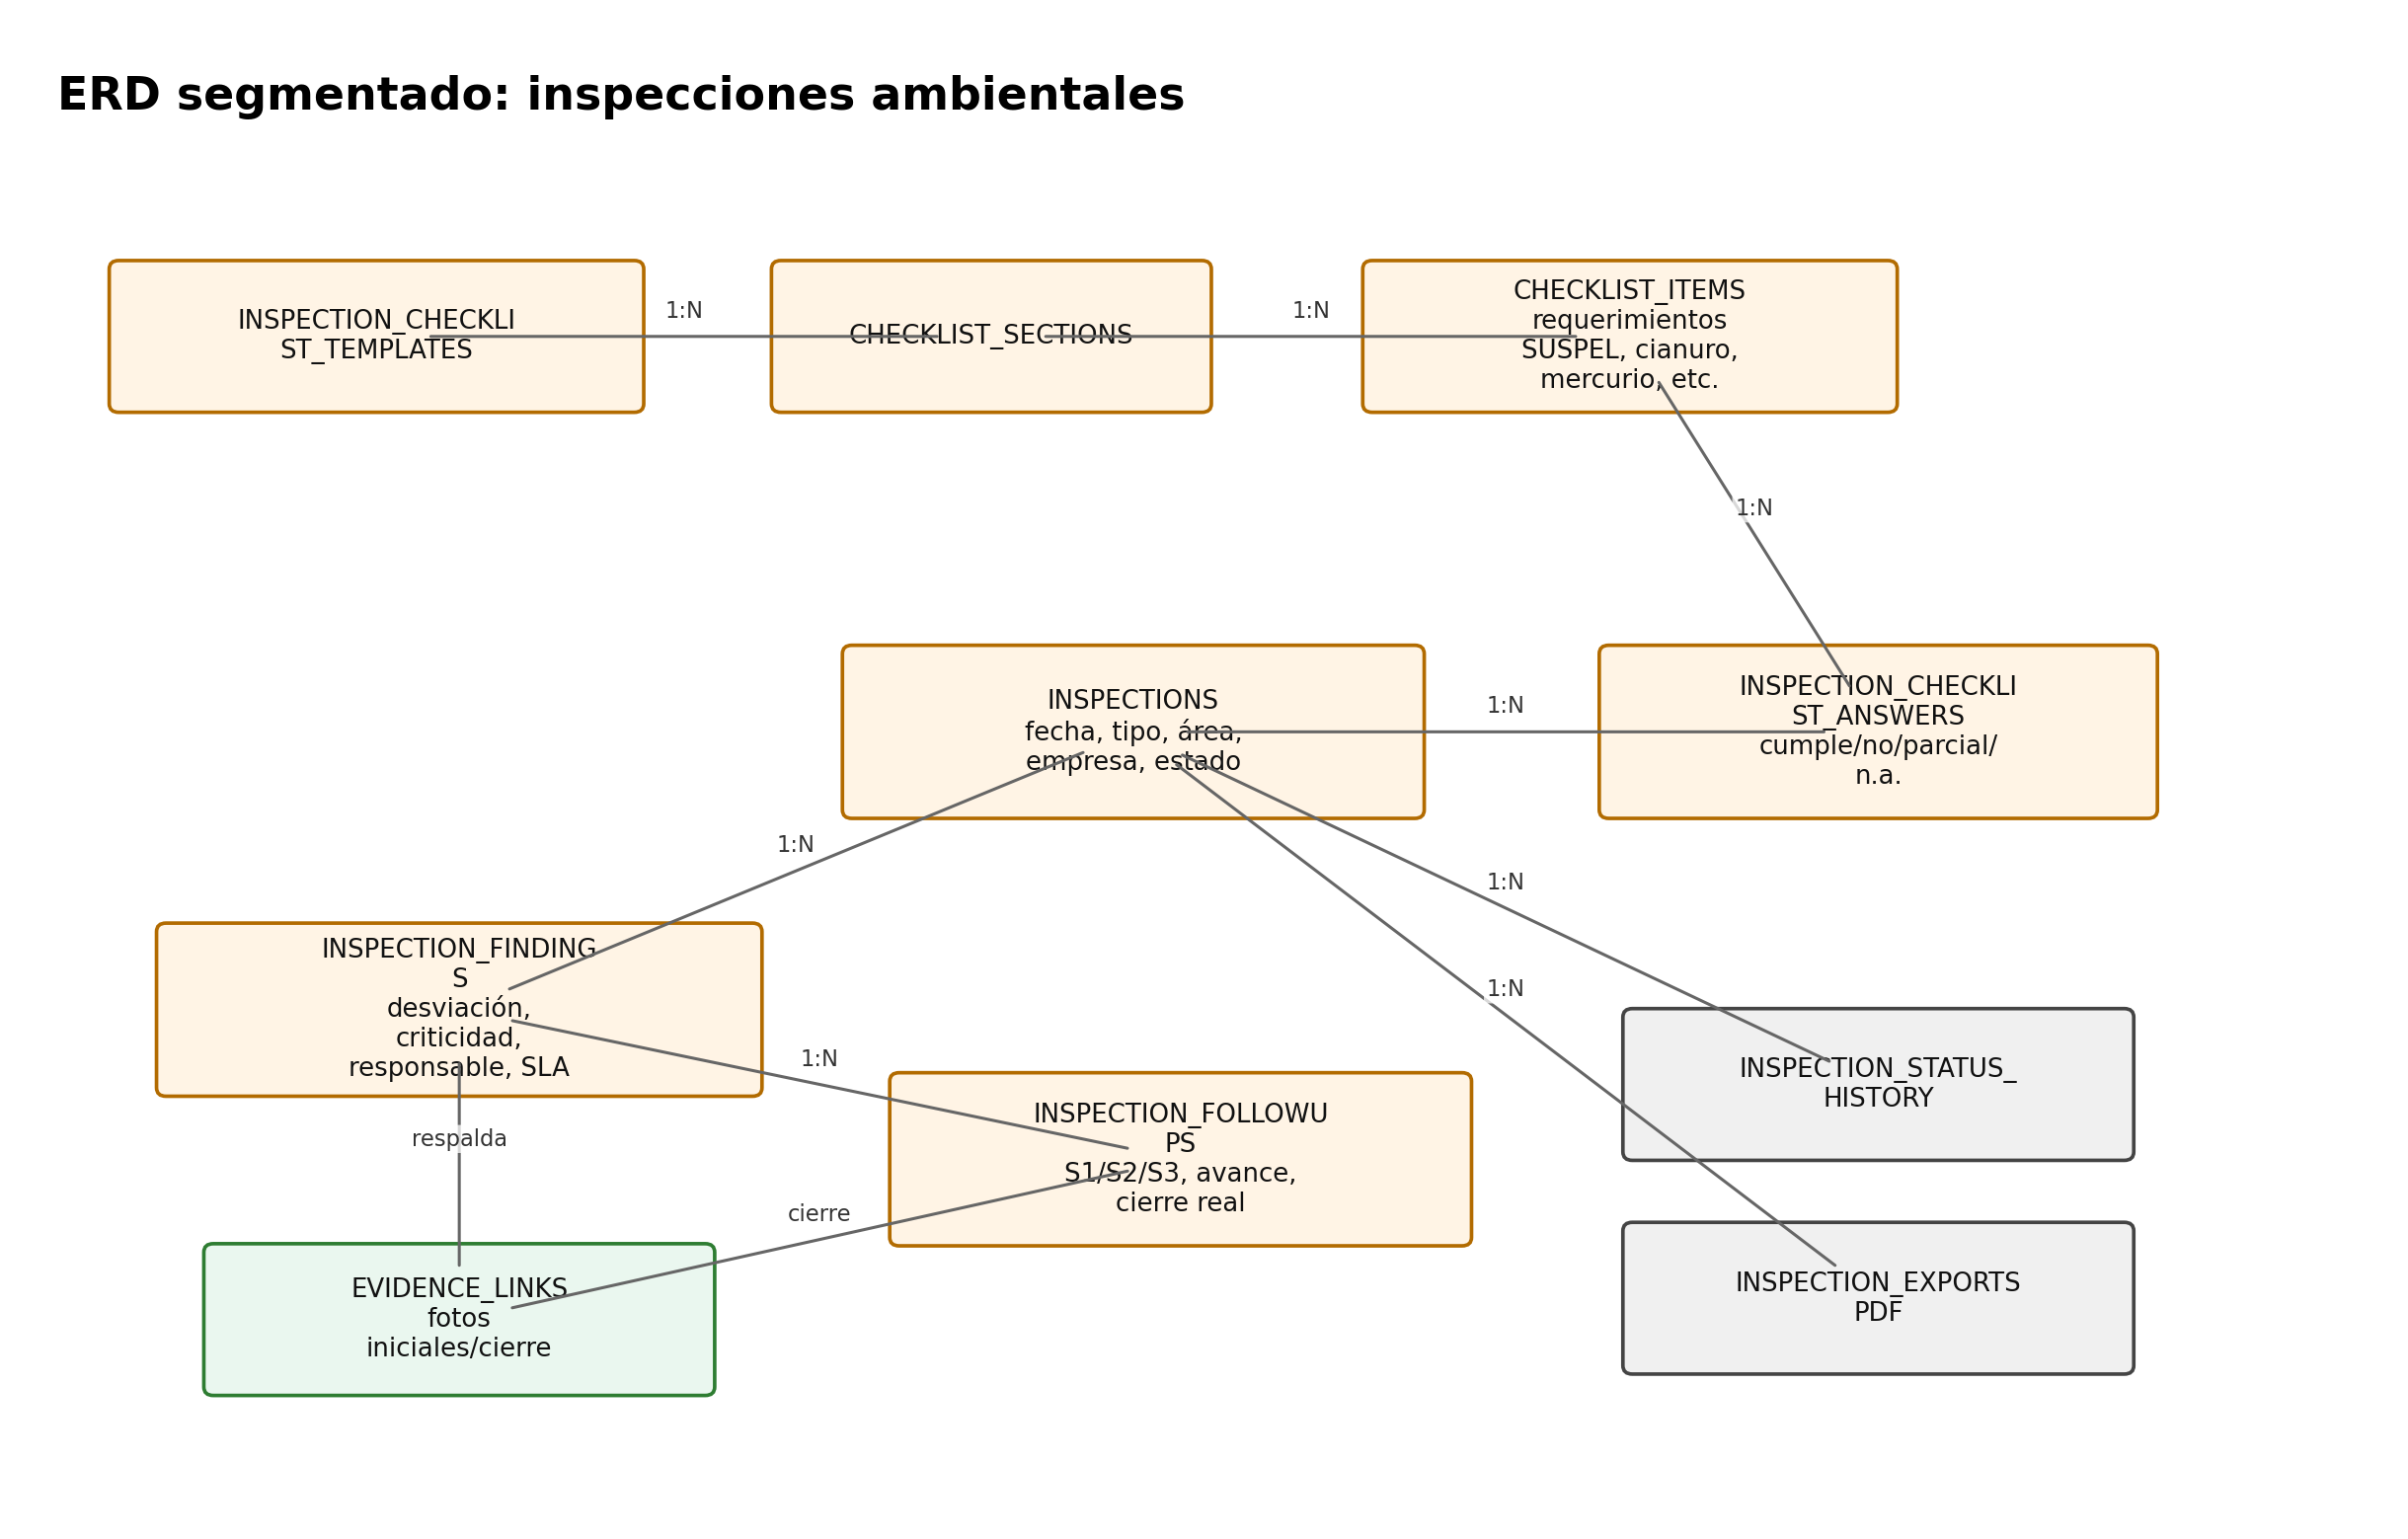 ERD segmentado: inspecciones ambientales
INSPECTION_CHECKLI
ST_TEMPLATES
1:N
CHECKLIST_SECTIONS
1:N
CHECKLIST_ITEMS
requerimientos
SUSPEL, cianuro,
mercurio, etc.
1:N
INSPECTIONS
fecha, tipo, área,
empresa, estado
1:N
INSPECTION_CHECKLI
ST_ANSWERS
cumple/no/parcial/
n.a.
1:N
1:N
1:N
INSPECTION_FINDING
S
desviación,
criticidad,
responsable, SLA
1:N
INSPECTION_FOLLOWU
PS
S1/S2/S3, avance,
cierre real
INSPECTION_STATUS_
HISTORY
respalda
cierre
EVIDENCE_LINKS
fotos
iniciales/cierre
INSPECTION_EXPORTS
PDF